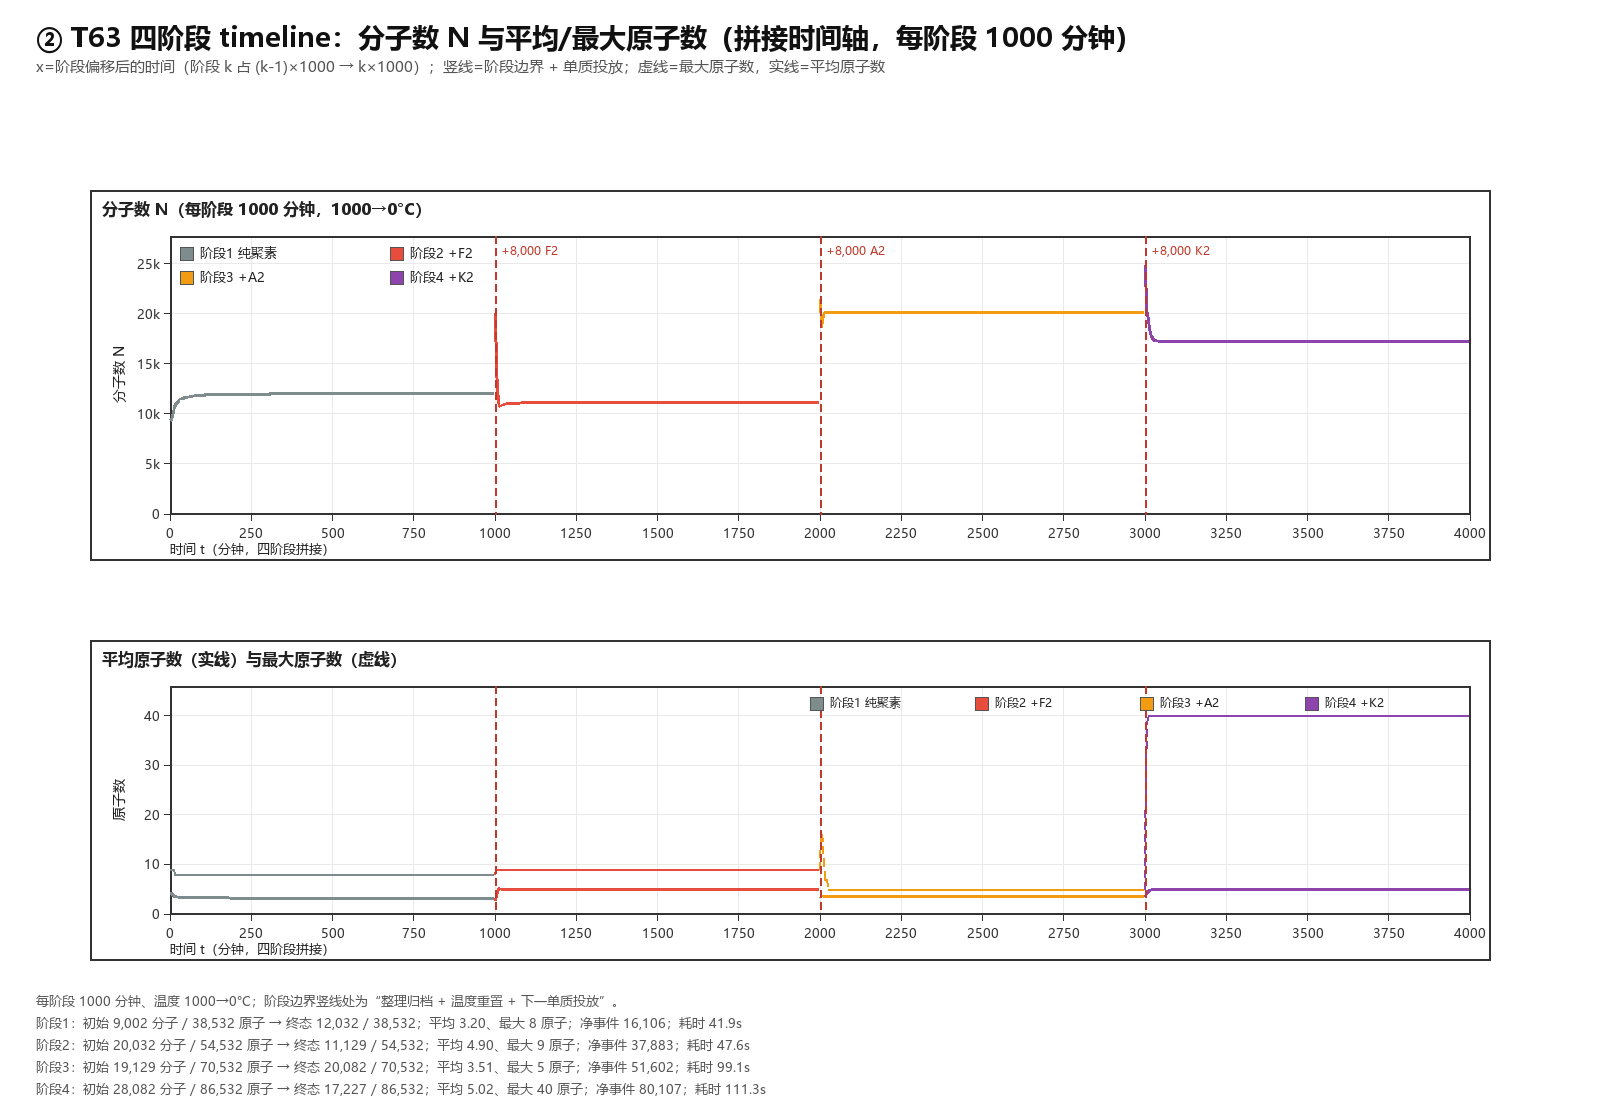 ② T63 四阶段 timeline：分子数 N 与平均/最大原子数（拼接时间轴，每阶段 1000 分钟）
x=阶段偏移后的时间（阶段 k 占 (k-1)×1000 → k×1000）；竖线=阶段边界 + 单质投放；虚线=最大原子数，实线=平均原子数
分子数 N（每阶段 1000 分钟，1000→0°C）
阶段1 纯聚素
阶段2 +F2
阶段3 +A2
阶段4 +K2
+8,000 F2
+8,000 A2
+8,000 K2
25k
20k
15k
10k
5k
0
分子数 N
0 250 500 750 1000 1250 1500 1750 2000 2250 2500 2750 3000 3250 3500 3750 4000
时间 t（分钟，四阶段拼接）
平均原子数（实线）与最大原子数（虚线）
阶段1 纯聚素
阶段2 +F2
阶段3 +A2
阶段4 +K2
40
30
20
10
0
原子数
0 250 500 750 1000 1250 1500 1750 2000 2250 2500 2750 3000 3250 3500 3750 4000
时间 t（分钟，四阶段拼接）
每阶段 1000 分钟、温度 1000→0°C；阶段边界竖线处为“整理归档 + 温度重置 + 下一单质投放”。
阶段1：初始 9,002 分子 / 38,532 原子 → 终态 12,032 / 38,532；平均 3.20、最大 8 原子；净事件 16,106；耗时 41.9s
阶段2：初始 20,032 分子 / 54,532 原子 → 终态 11,129 / 54,532；平均 4.90、最大 9 原子；净事件 37,883；耗时 47.6s
阶段3：初始 19,129 分子 / 70,532 原子 → 终态 20,082 / 70,532；平均 3.51、最大 5 原子；净事件 51,602；耗时 99.1s
阶段4：初始 28,082 分子 / 86,532 原子 → 终态 17,227 / 86,532；平均 5.02、最大 40 原子；净事件 80,107；耗时 111.3s